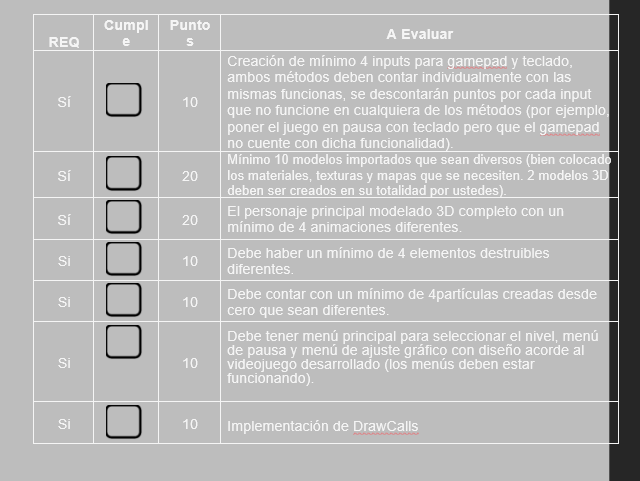 REQ
Cumpl
e
Punto
s
A Evaluar
Sí
10
Creación de mínimo 4 inputs para gamepad y teclado,
ambos métodos deben contar individualmente con las
mismas funcionas, se descontarán puntos por cada input
que no funcione en cualquiera de los métodos (por ejemplo,
poner el juego en pausa con teclado pero que el gamepad
no cuente con dicha funcionalidad).
Sí
20
Mínimo 10 modelos importados que sean diversos (bien colocado
los materiales, texturas y mapas que se necesiten. 2 modelos 3D
deben ser creados en su totalidad por ustedes).
Sí
20
El personaje principal modelado 3D completo con un
mínimo de 4 animaciones diferentes.
Si
10
Debe haber un mínimo de 4 elementos destruibles
diferentes.
Si
10
Debe contar con un mínimo de 4partículas creadas desde
cero que sean diferentes.
Si
10
Debe tener menú principal para seleccionar el nivel, menú
de pausa y menú de ajuste gráfico con diseño acorde al
videojuego desarrollado (los menús deben estar
funcionando).
Si
10
Implementación de DrawCalls